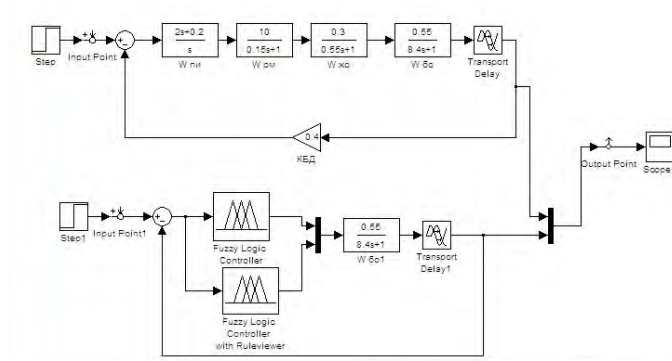 2s+0.2
s
W пи
10
0.15s+1
W ом
0.3
0.55s+1
W жо
0.55
8.4s+1
W бо
Step
Input Point
Transport
Delay
0.4
КБД
Output Point
Scope
Step1
Input Point1
Fuzzy Logic
Controller
Fuzzy Logic
Controller
with Ruleviewer
0.55
8.4s+1
W бо1
Transport
Delay1